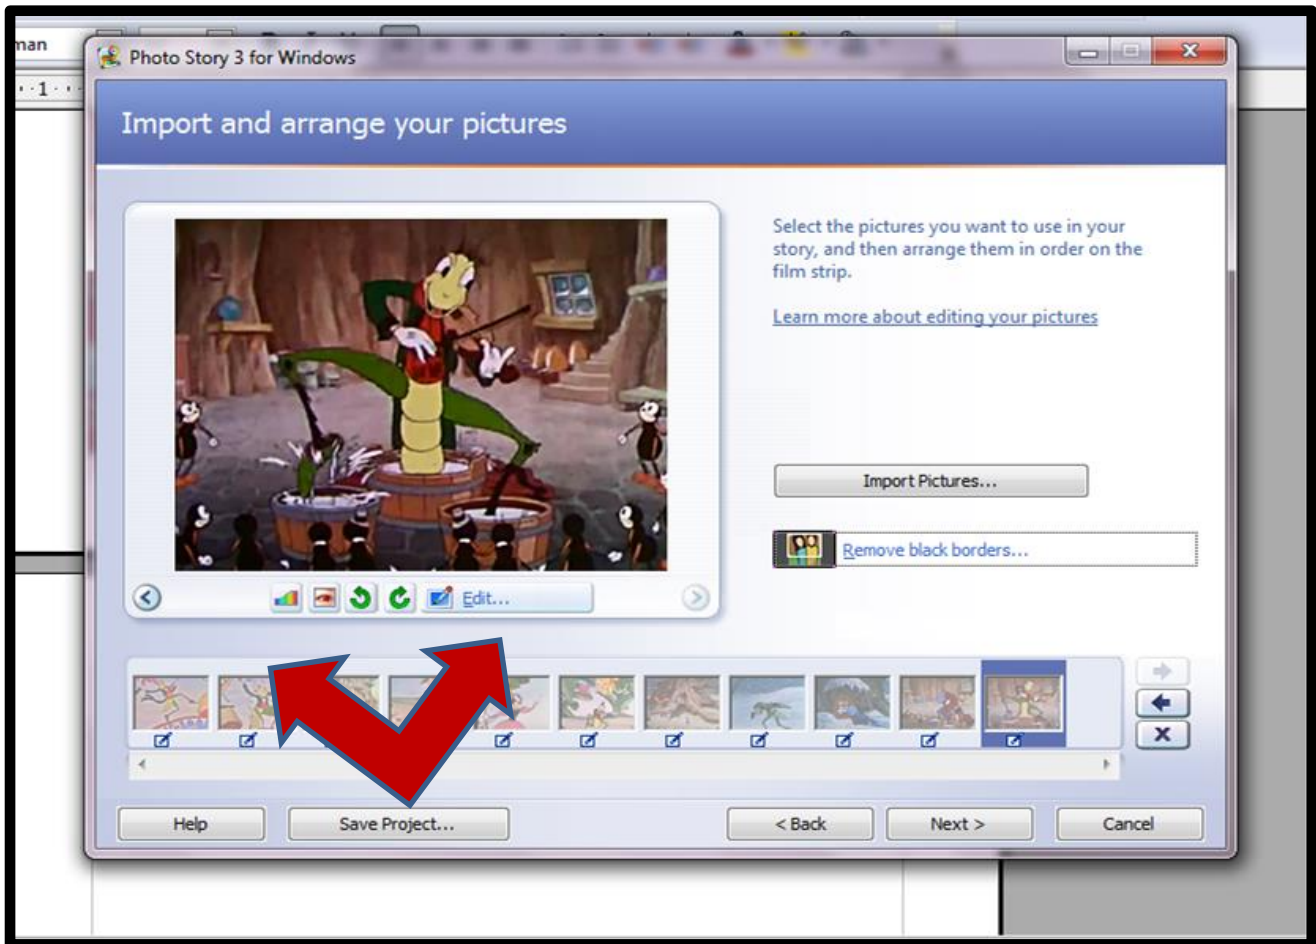 man
1
Photo Story 3 for Windows
Import and arrange your pictures
Select the pictures you want to use in your
story, and then arrange them in order on the
film strip.
Learn more about editing your pictures
Import Pictures...
Remove black borders...
Edit...
Help
Save Project...
< Back
Next >
Cancel